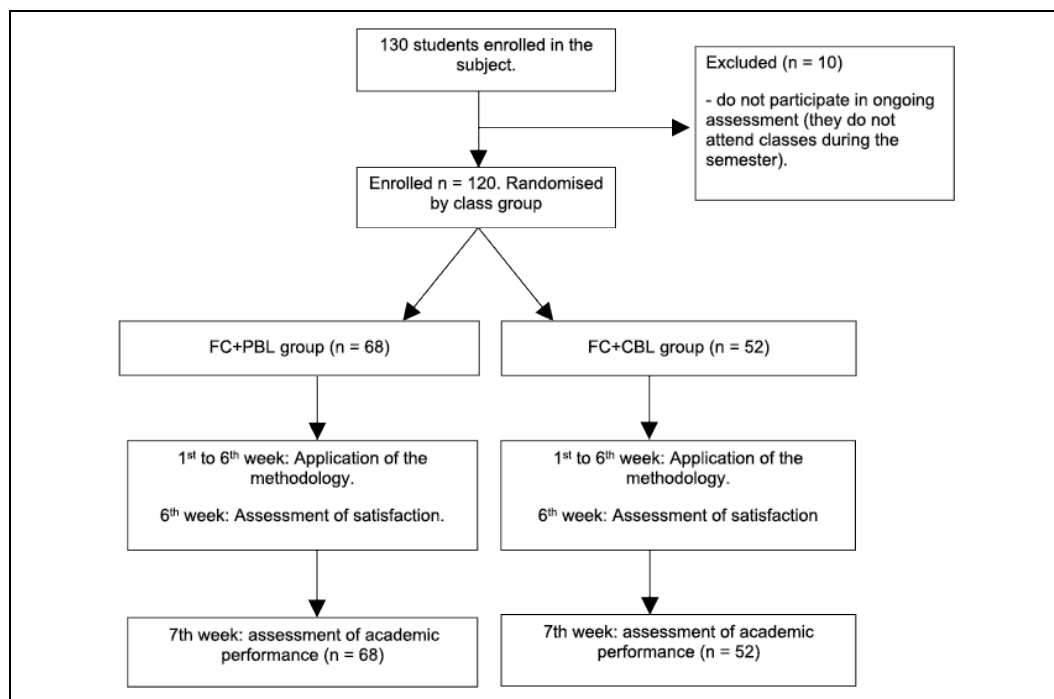 130 students enrolled in the
subject.
Excluded (n = 10)
- do not participate in ongoing
assessment (they do not
attend classes during the
semester).
Enrolled n = 120. Randomised
by class group
FC+PBL group (n = 68)
FC+CBL group (n = 52)
1st to 6th week: Application of the
methodology.
6th week: Assessment of satisfaction.
1st to 6th week: Application of the
methodology.
6th week: Assessment of satisfaction
7th week: assessment of academic
performance (n = 68)
7th week: assessment of academic
performance (n = 52)